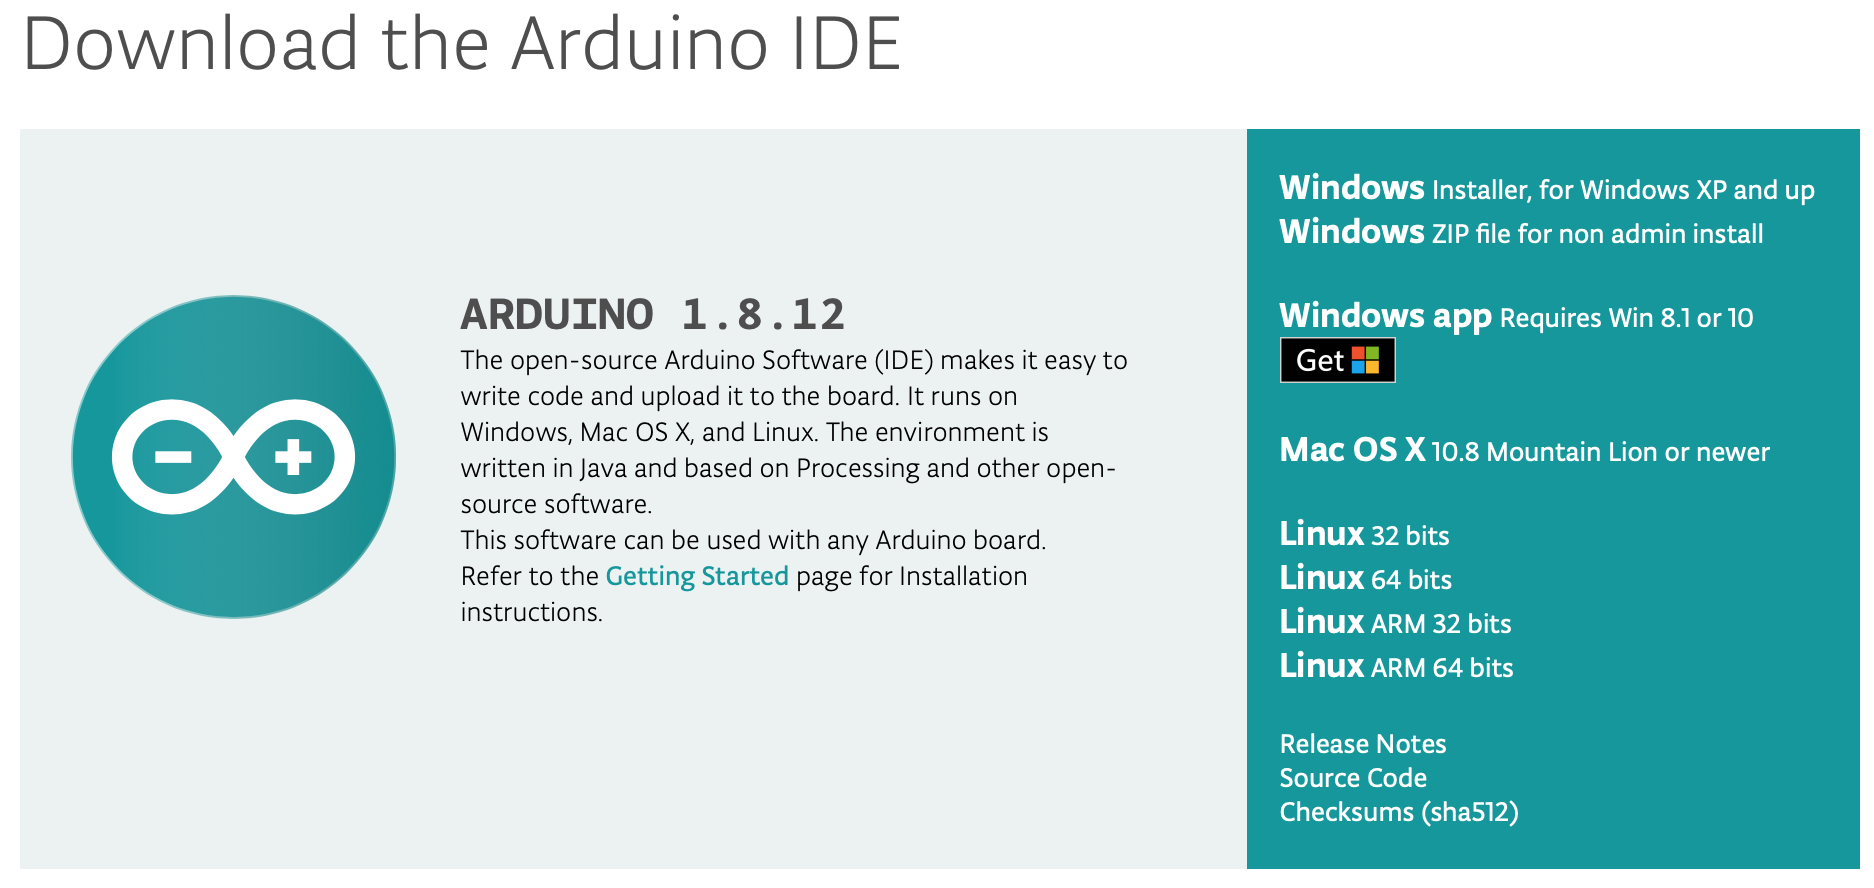 Download the Arduino IDE
ARDUINO 1.8.12
The open-source Arduino Software (IDE) makes it easy to
write code and upload it to the board. It runs on
Windows, Mac OS X, and Linux. The environment is
written in Java and based on Processing and other open-
source software.
This software can be used with any Arduino board.
Refer to the Getting Started page for Installation
instructions.
Windows Installer, for Windows XP and up
Windows ZIP file for non admin install
Windows app Requires Win 8.1 or 10
Get
Mac OS X 10.8 Mountain Lion or newer
Linux 32 bits
Linux 64 bits
Linux ARM 32 bits
Linux ARM 64 bits
Release Notes
Source Code
Checksums (sha512)